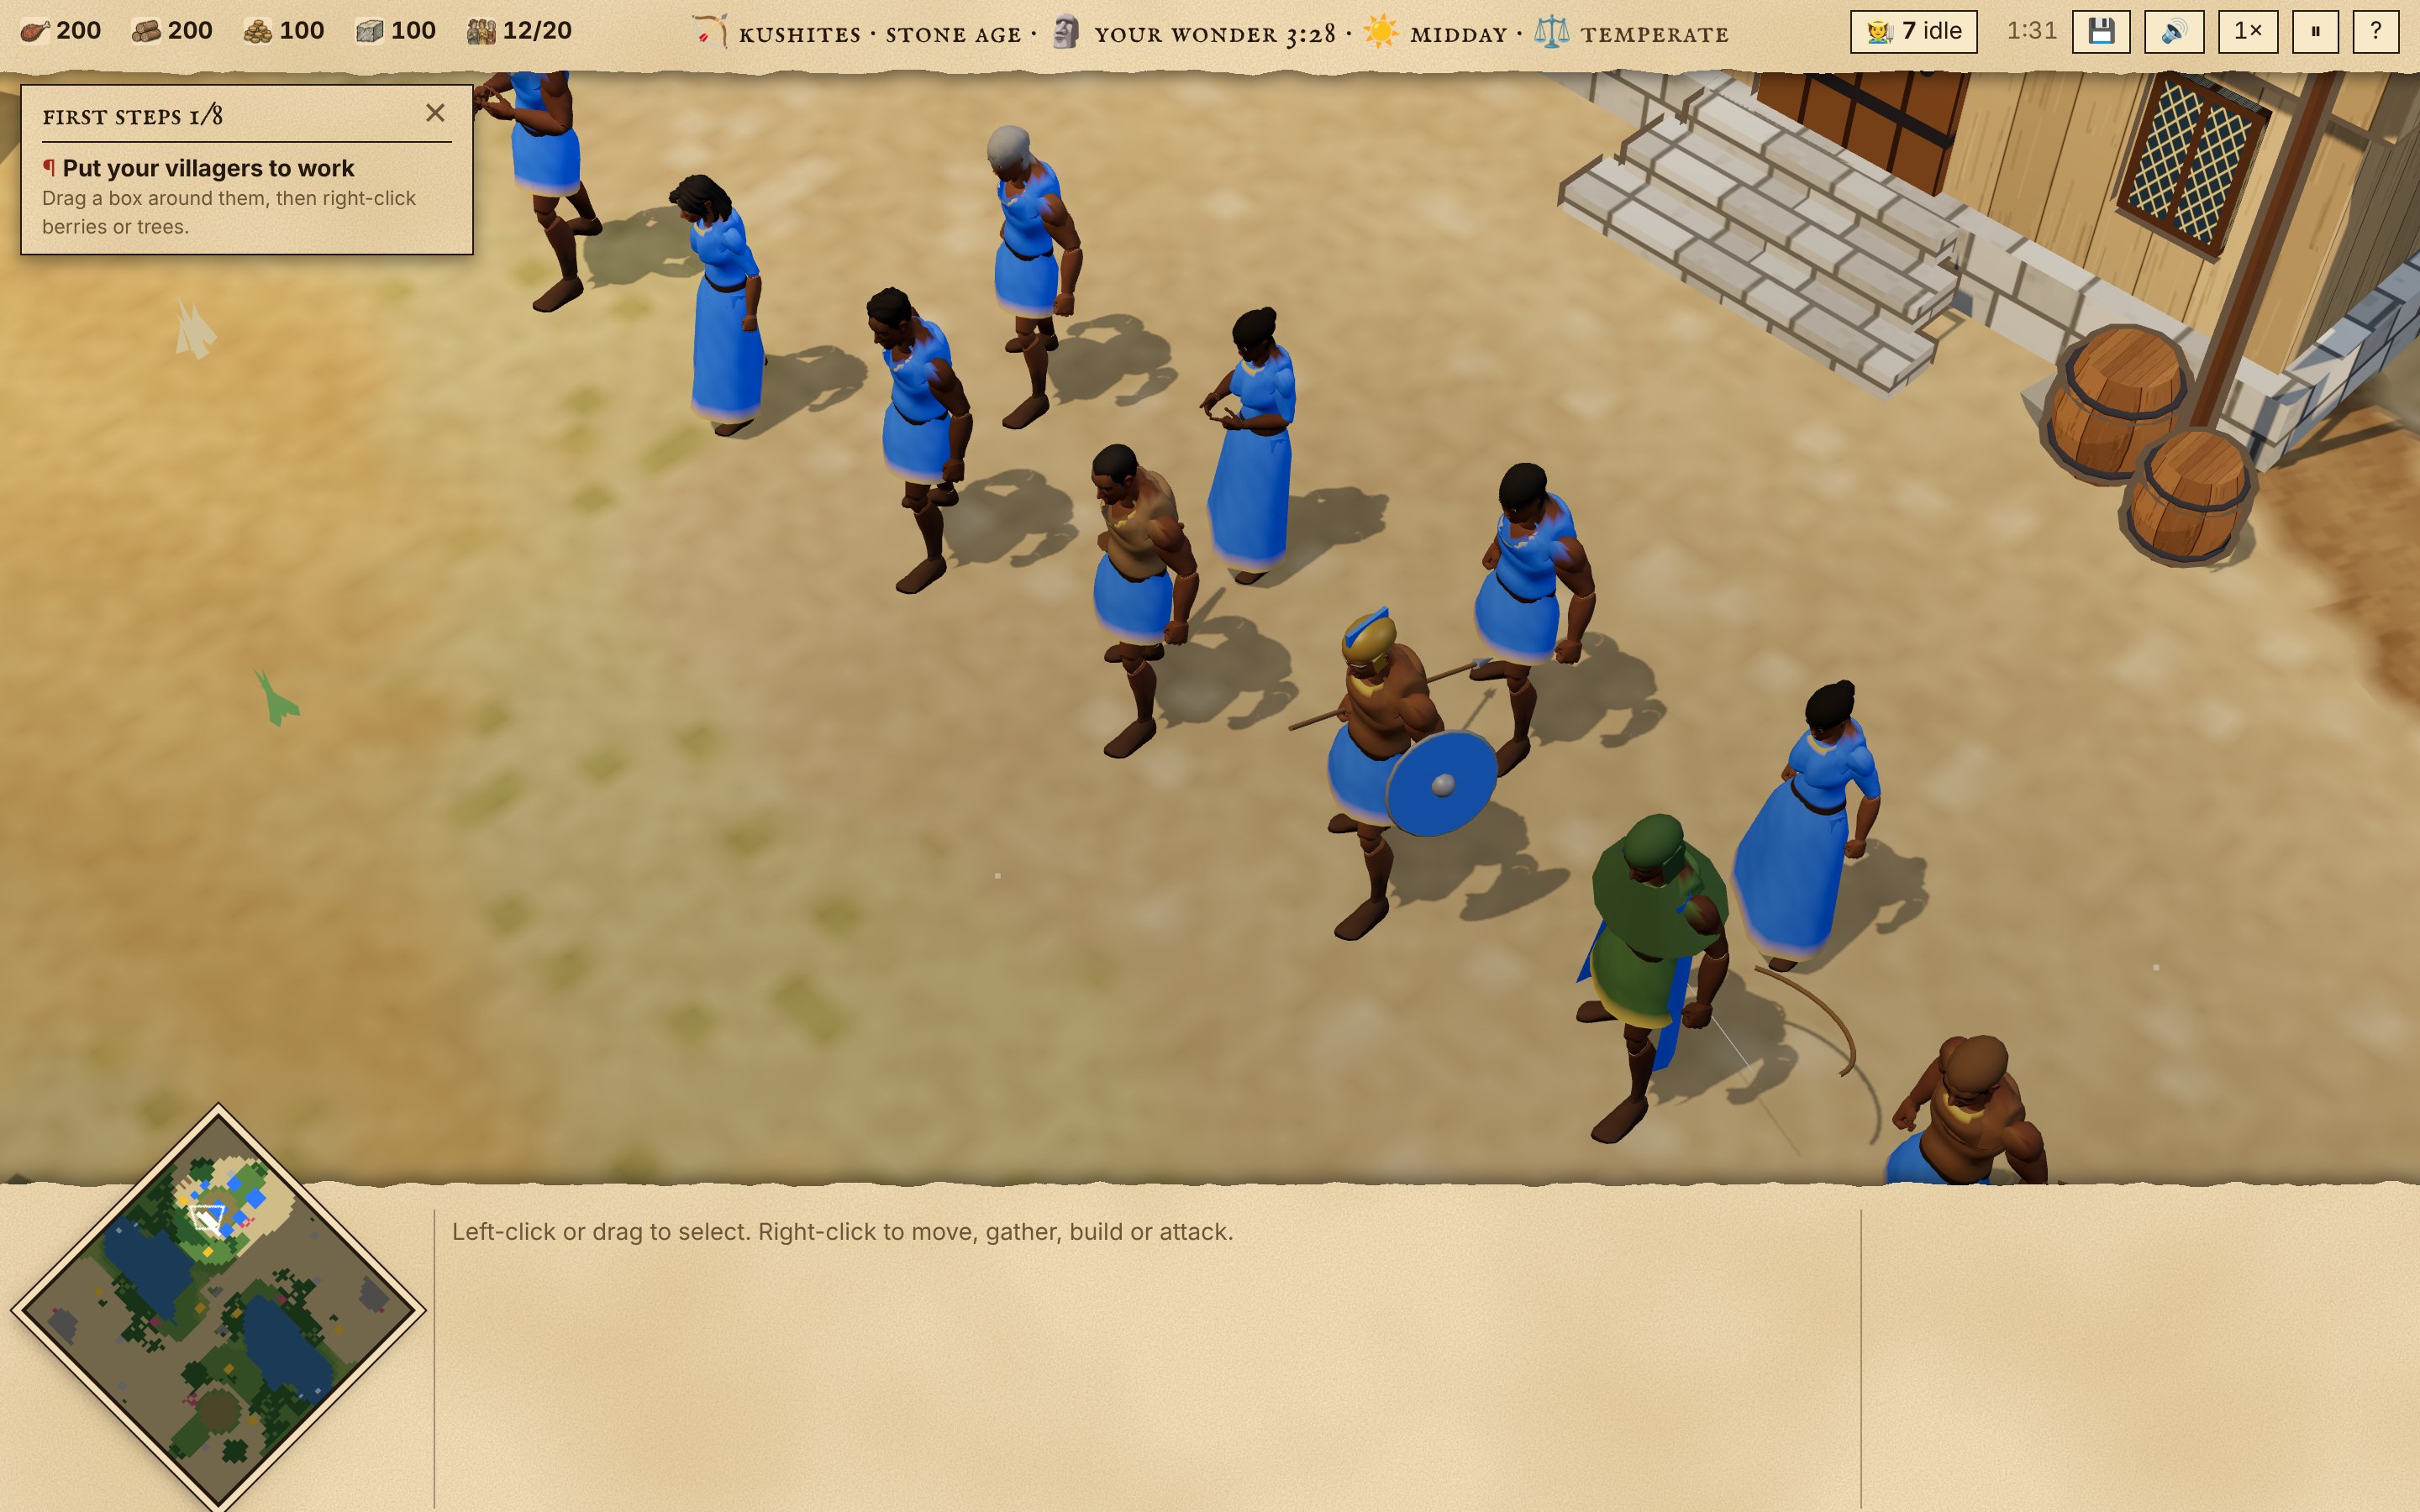 200 200 100 100 12/20 KUSHITES · STONE AGE · YOUR WONDER 3:28 · MIDDAY · TEMPERATE 7 idle 1:31 1× ?
FIRST STEPS 1/8
¶ Put your villagers to work
Drag a box around them, then right-click
berries or trees.
Left-click or drag to select. Right-click to move, gather, build or attack.